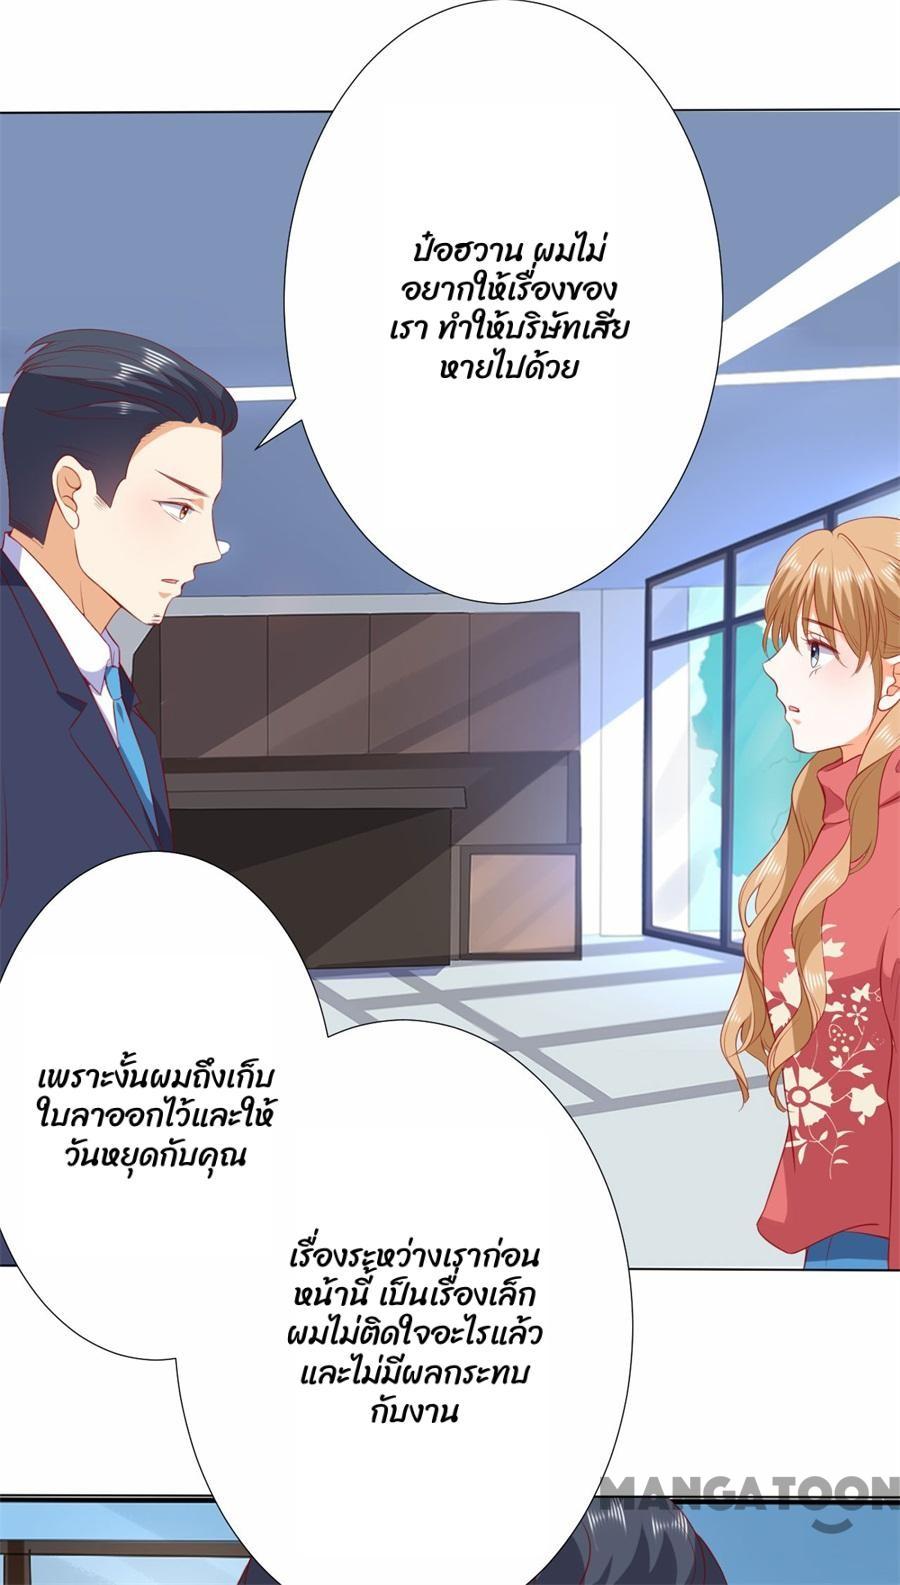 ป๋อฮวาน ผมไม่
อยากให้เรื่องของ
เรา ทำให้บริษัทเสีย
หายไปด้วย
เพราะงั้นผมถึงเก็บ
ใบลาออกไว้และให้
วันหยุดกับคุณ
เรื่องระหว่างเราก่อน
หน้านี้ เป็นเรื่องเล็ก
ผมไม่ติดใจอะไรแล้ว
และไม่มีผลกระทบ
กับงาน
MANGATOON